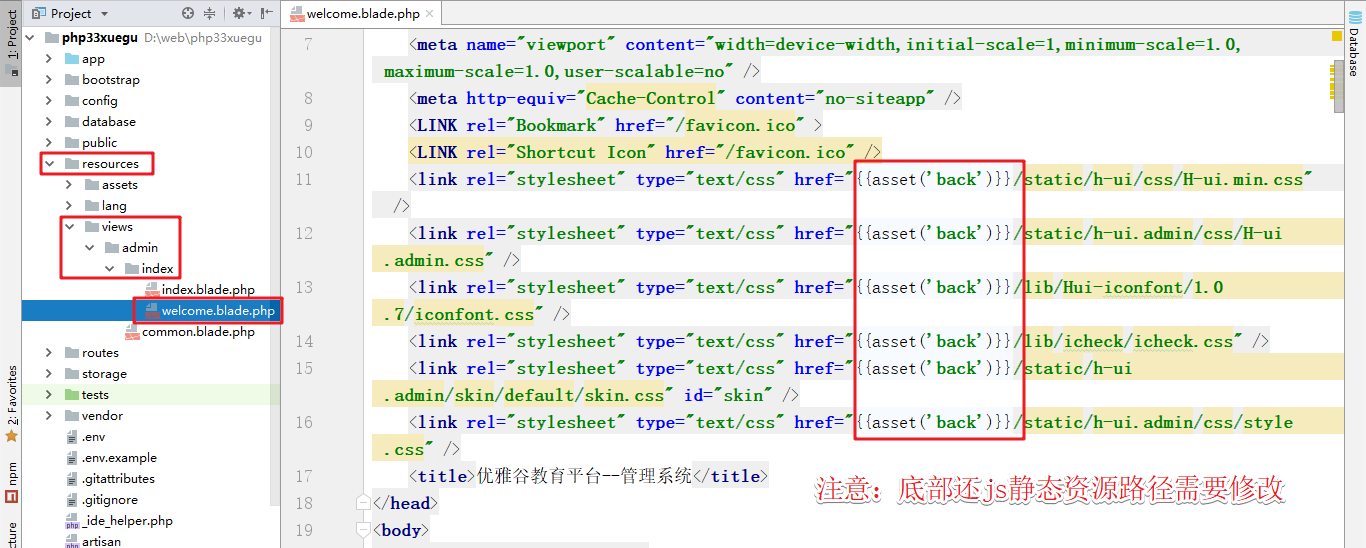 Project
welcome.blade.php
1: Project
php33xuegu D:\web\php33xuegu
app
bootstrap
config
database
public
resources
assets
lang
views
admin
index
index.blade.php
welcome.blade.php
common.blade.php
routes
storage
tests
vendor
.env
.env.example
.gitattributes
.gitignore
_ide_helper.php
artisan
2: Favorites
npm
7 <meta name="viewport" content="width=device-width,initial-scale=1,minimum-scale=1.0,
maximum-scale=1.0,user-scalable=no" />
8 <meta http-equiv="Cache-Control" content="no-siteapp" />
9 <LINK rel="Bookmark" href="/favicon.ico" >
10 <LINK rel="Shortcut Icon" href="/favicon.ico" />
11 <link rel="stylesheet" type="text/css" href="{{asset('back')}}/static/h-ui/css/H-ui.min.css"
/>
12 <link rel="stylesheet" type="text/css" href="{{asset('back')}}/static/h-ui.admin/css/H-ui
.admin.css" />
13 <link rel="stylesheet" type="text/css" href="{{asset('back')}}/lib/Hui-iconfont/1.0
.7/iconfont.css" />
14 <link rel="stylesheet" type="text/css" href="{{asset('back')}}/lib/icheck/icheck.css" />
15 <link rel="stylesheet" type="text/css" href="{{asset('back')}}/static/h-ui
.admin/skin/default/skin.css" id="skin" />
16 <link rel="stylesheet" type="text/css" href="{{asset('back')}}/static/h-ui.admin/css/style
.css" />
17 <title>优雅谷教育平台--管理系统</title>
18 </head>
19 <body>
注意：底部还js静态资源路径需要修改
Database